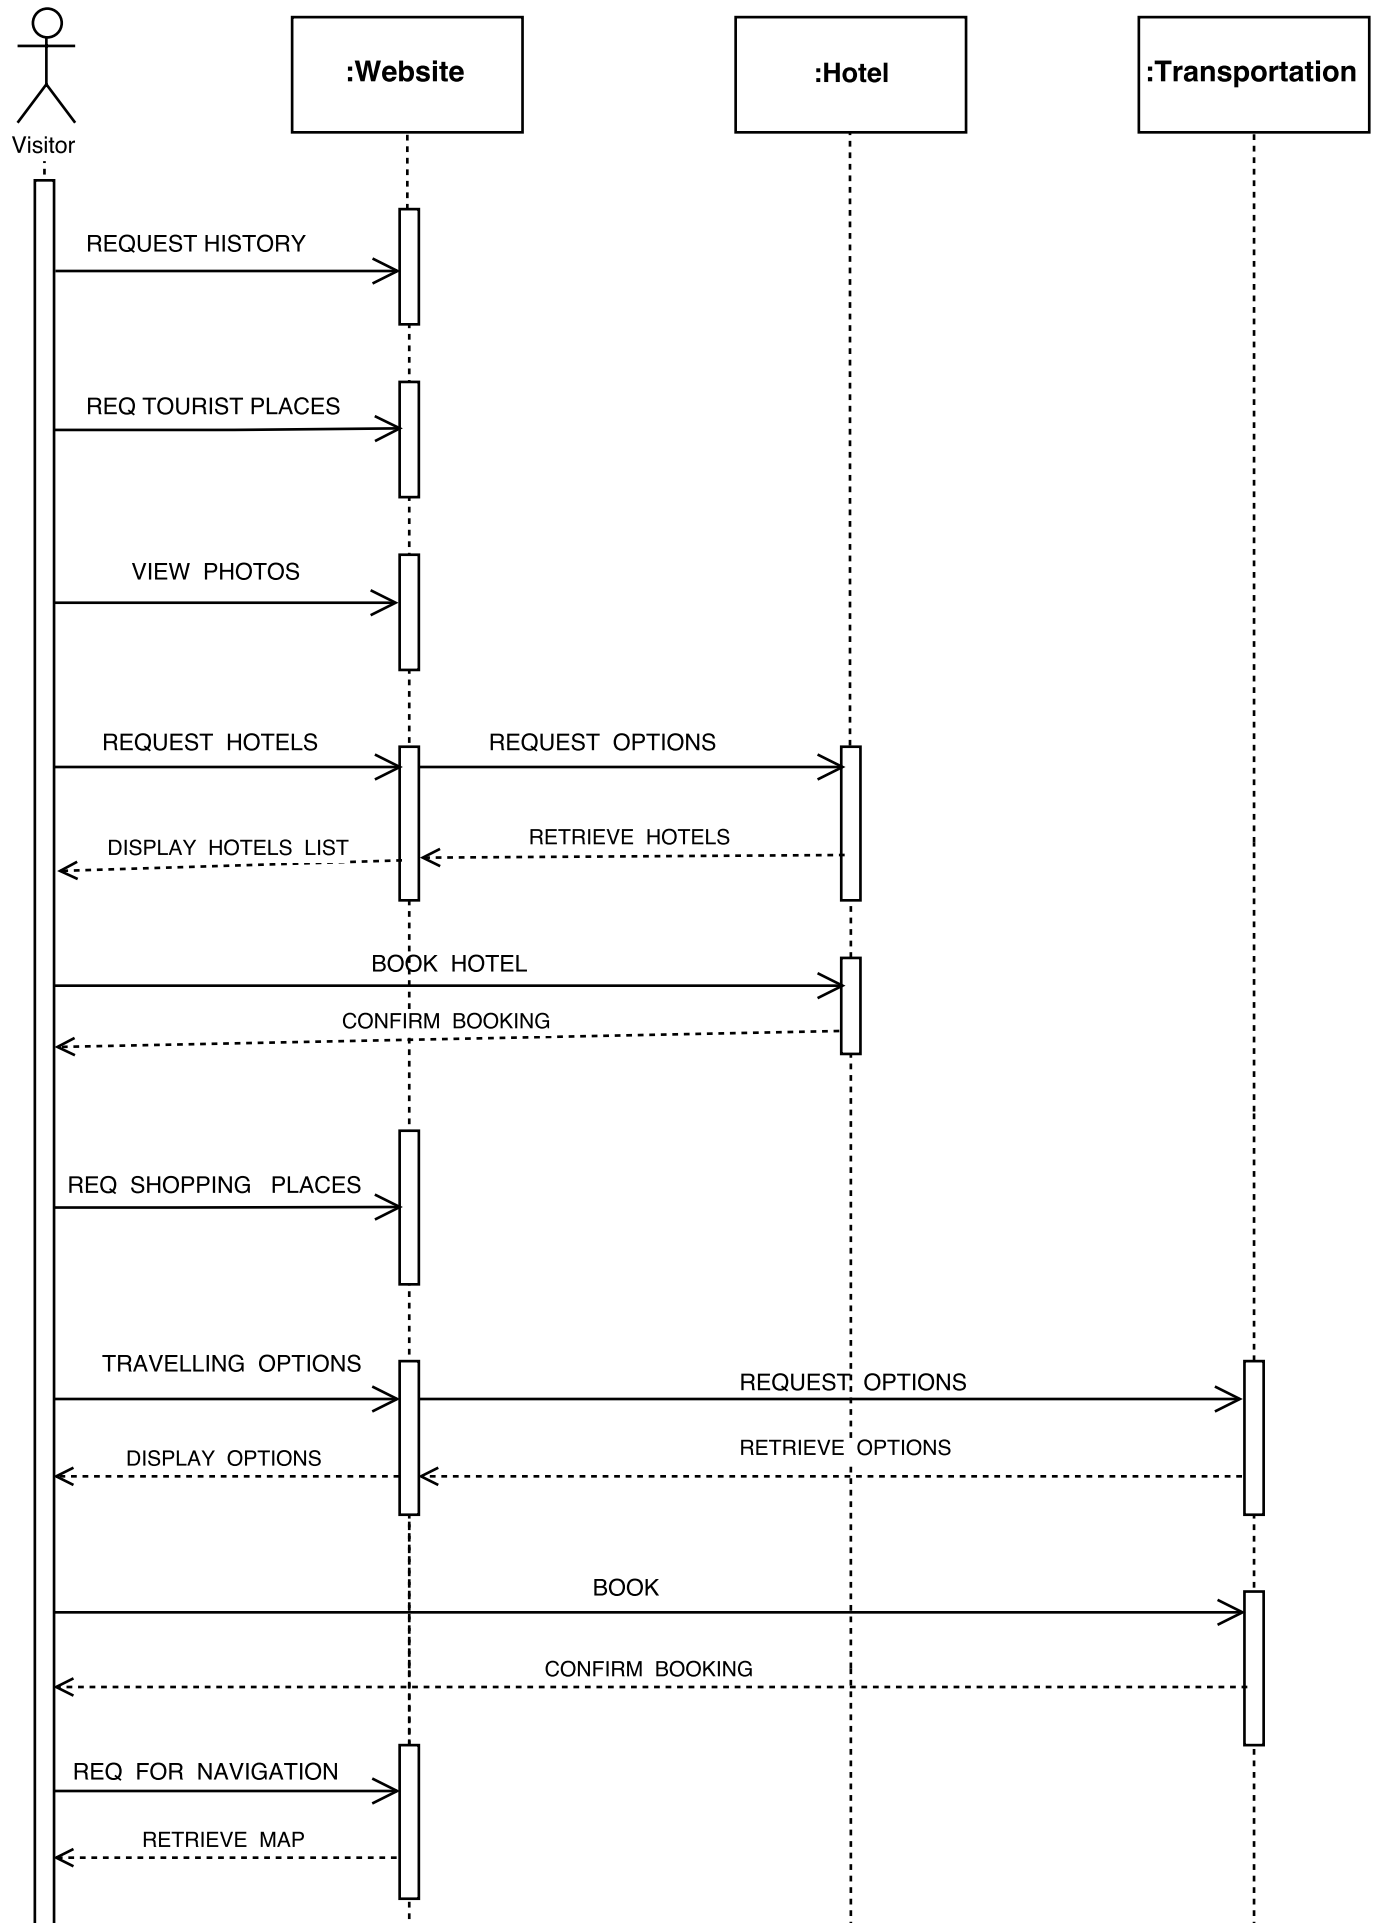 :Website
:Hotel
:Transportation
Visitor
REQUEST HISTORY
REQ TOURIST PLACES
VIEW PHOTOS
REQUEST HOTELS
REQUEST OPTIONS
RETRIEVE HOTELS
DISPLAY HOTELS LIST
BOOK HOTEL
CONFIRM BOOKING
REQ SHOPPING PLACES
TRAVELLING OPTIONS
REQUEST OPTIONS
RETRIEVE OPTIONS
DISPLAY OPTIONS
BOOK
CONFIRM BOOKING
REQ FOR NAVIGATION
RETRIEVE MAP